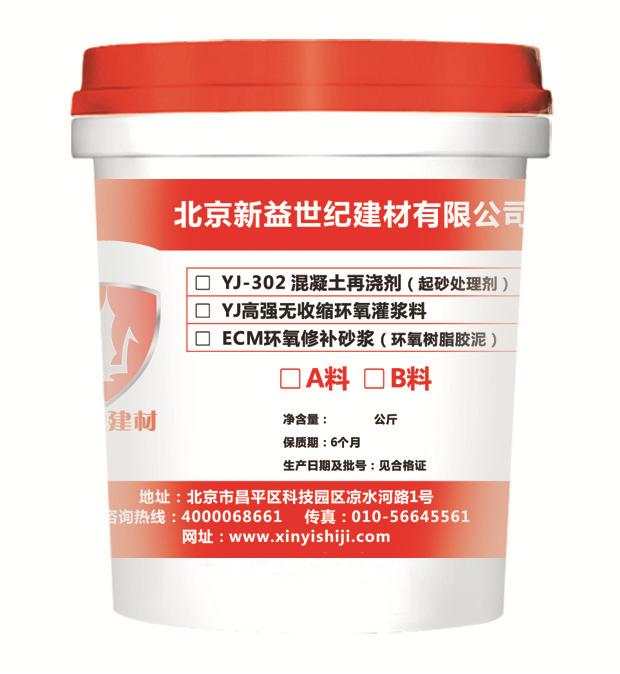 北京新益世纪建材有限公司
□ YJ-302 混凝土再浇剂（起砂处理剂）
□ YJ高强无收缩环氧灌浆料
□ ECM环氧修补砂浆（环氧树脂胶泥）
□A料 □B料
建材
净含量： 公斤
保质期：6个月
生产日期及批号：见合格证
地址：北京市昌平区科技园区凉水河路1号
咨询热线：4000068661 传真：010-56645561
网址：www.xinyishiji.com